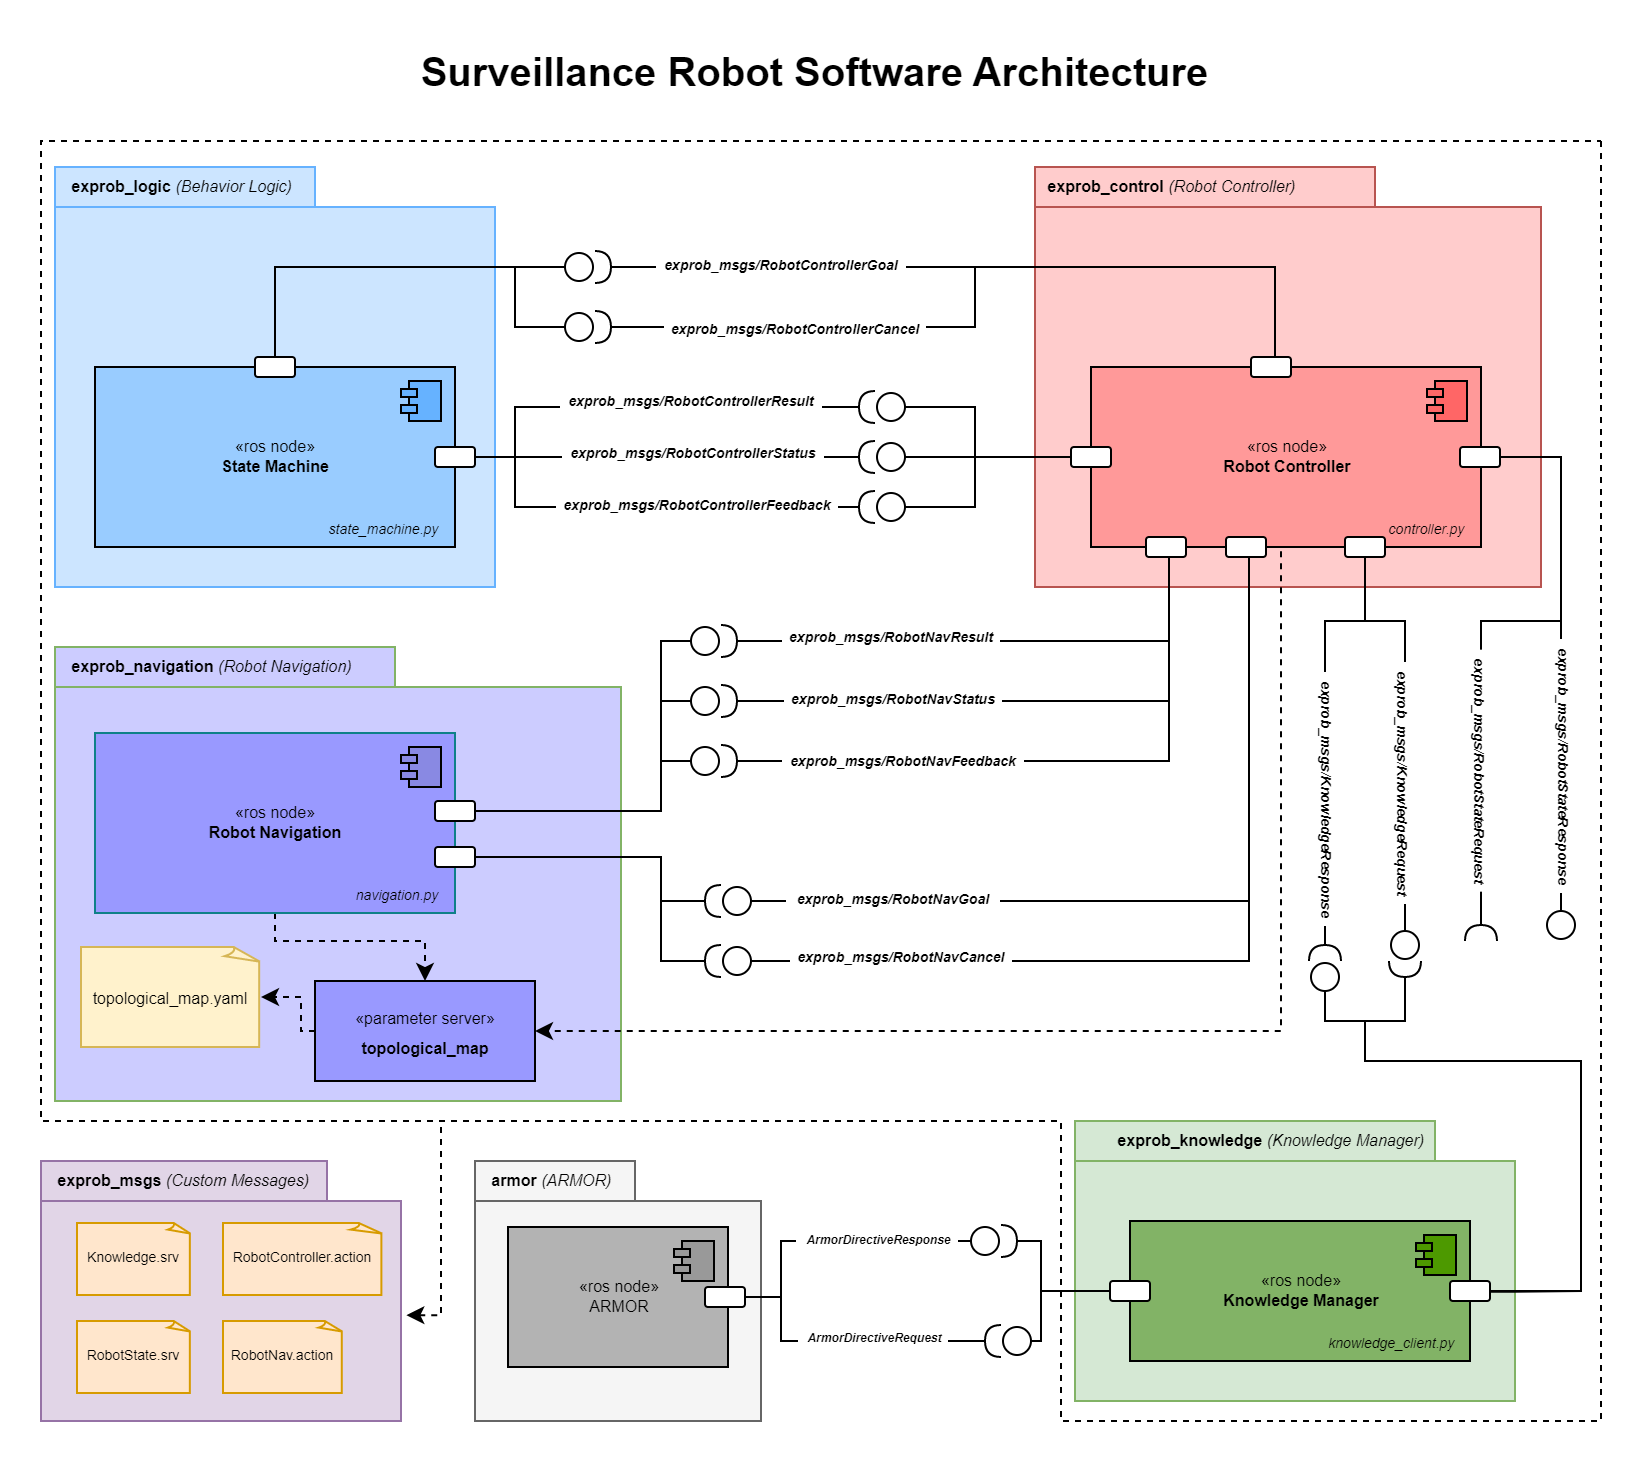 Surveillance Robot Software Architecture
exprob_logic (Behavior Logic)
exprob_control (Robot Controller)
exprob_msgs/RobotControllerGoal
exprob_msgs/RobotControllerCancel
«ros node»
State Machine
state_machine.py
exprob_msgs/RobotControllerResult
exprob_msgs/RobotControllerStatus
exprob_msgs/RobotControllerFeedback
«ros node»
Robot Controller
controller.py
exprob_navigation (Robot Navigation)
exprob_msgs/RobotNavResult
exprob_msgs/RobotNavStatus
exprob_msgs/RobotNavFeedback
exprob_msgs/KnowledgeResponse
exprob_msgs/KnowledgeRequest
exprob_msgs/RobotStateRequest
exprob_msgs/RobotStateResponse
«ros node»
Robot Navigation
navigation.py
exprob_msgs/RobotNavGoal
exprob_msgs/RobotNavCancel
topological_map.yaml
«parameter server»
topological_map
exprob_msgs (Custom Messages)
Knowledge.srv
RobotController.action
RobotState.srv
RobotNav.action
armor (ARMOR)
«ros node»
ARMOR
ArmorDirectiveResponse
ArmorDirectiveRequest
exprob_knowledge (Knowledge Manager)
«ros node»
Knowledge Manager
knowledge_client.py